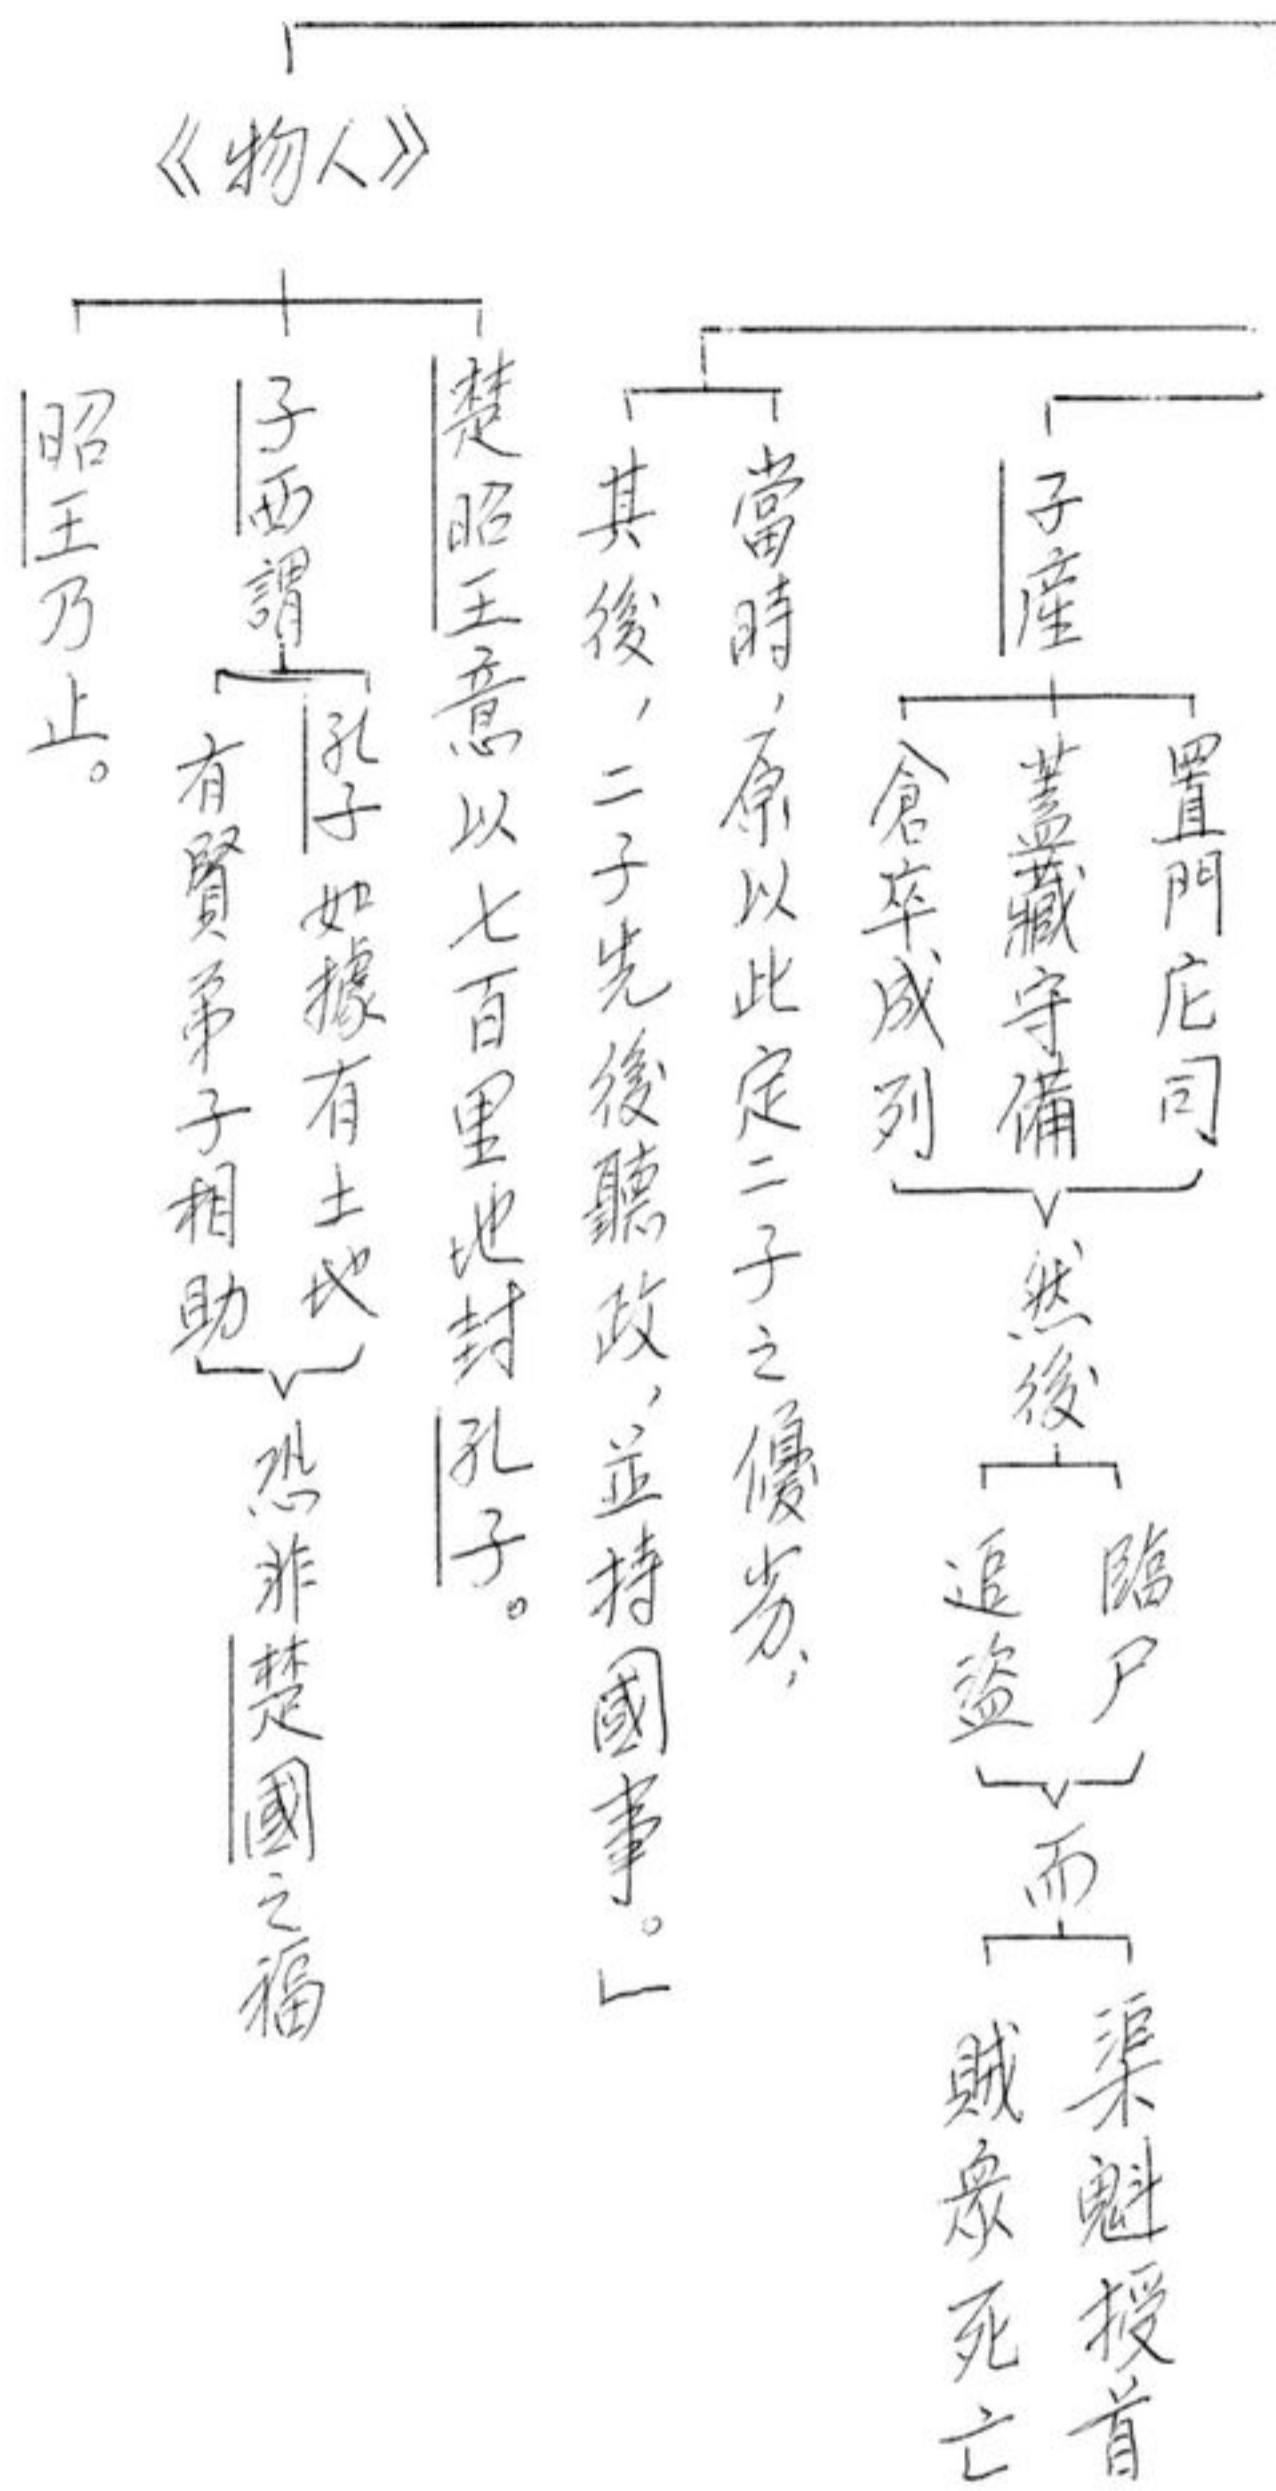 子產
置門庀司
蓋藏守備
倉卒成列
然後
臨尸
追盜
而
渠魁授首
賊衆死亡
當時，原以此定二子之優劣，
其後，二子先後聽政，並持國事。」
《物人》
楚昭王意以七百里地封孔子。
子西謂
孔子如據有土地
有賢弟子相助
恐非楚國之福
昭王乃止。